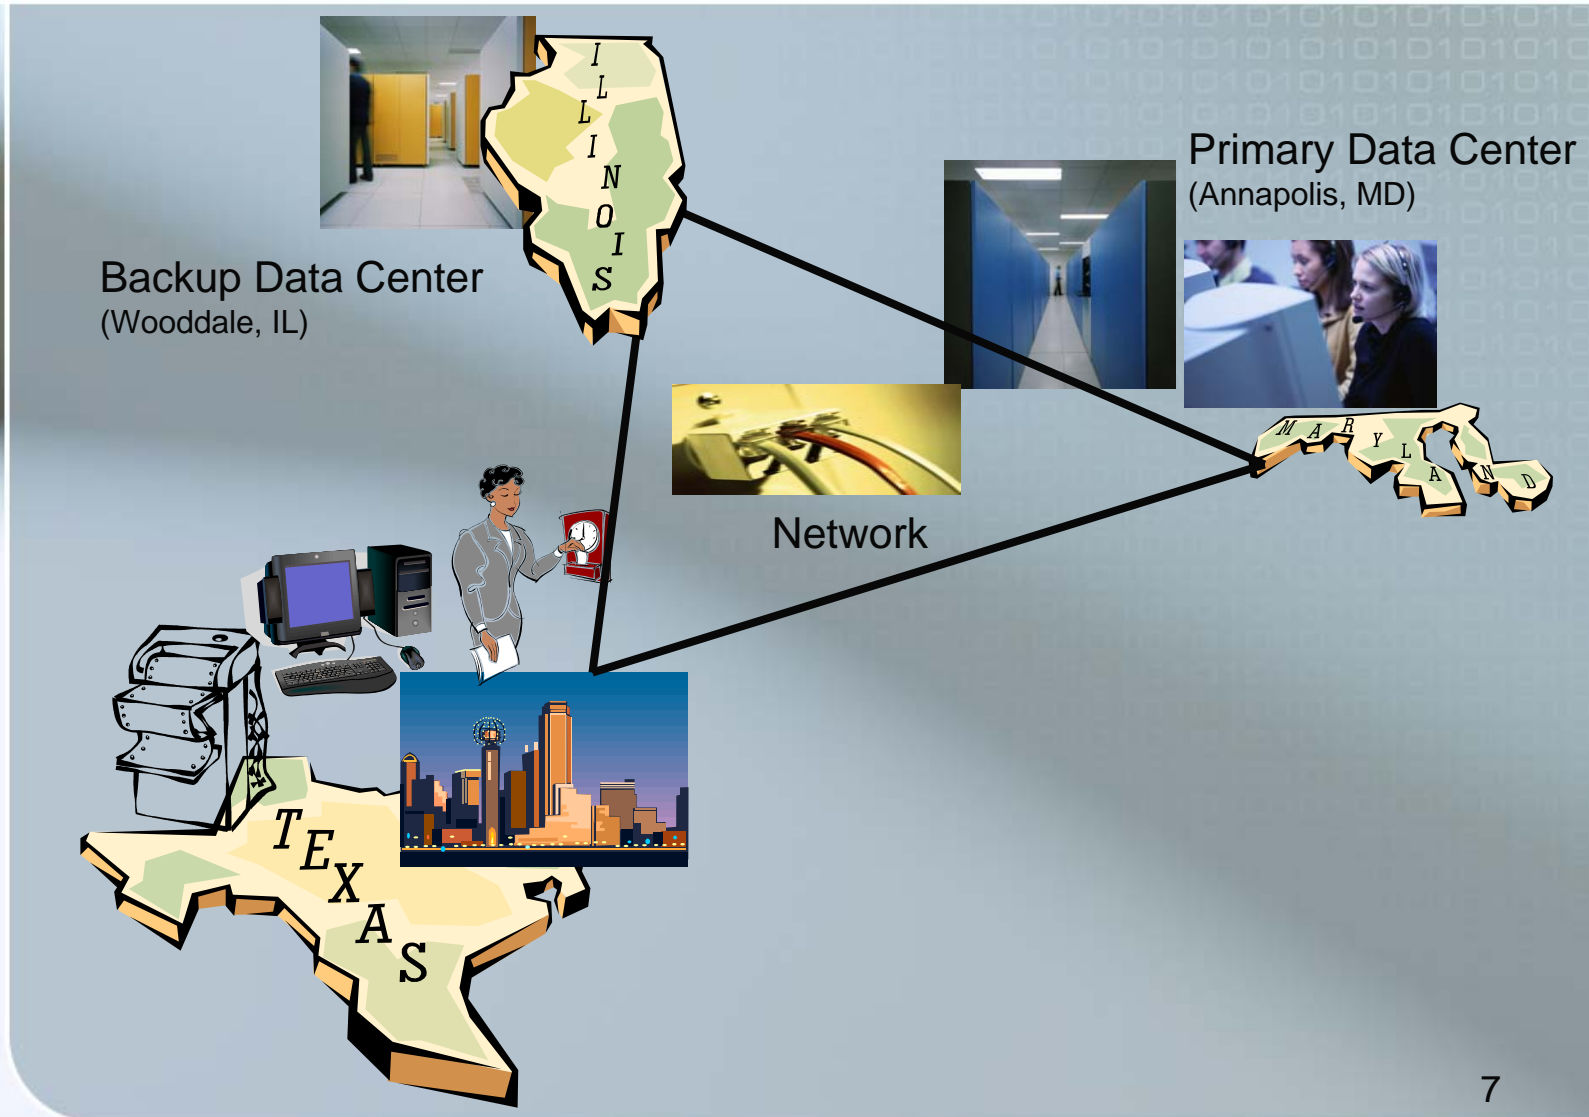 ILLINOIS
Primary Data Center
(Annapolis, MD)
Backup Data Center
(Wooddale, IL)
MARYLAND
Network
TEXAS
7